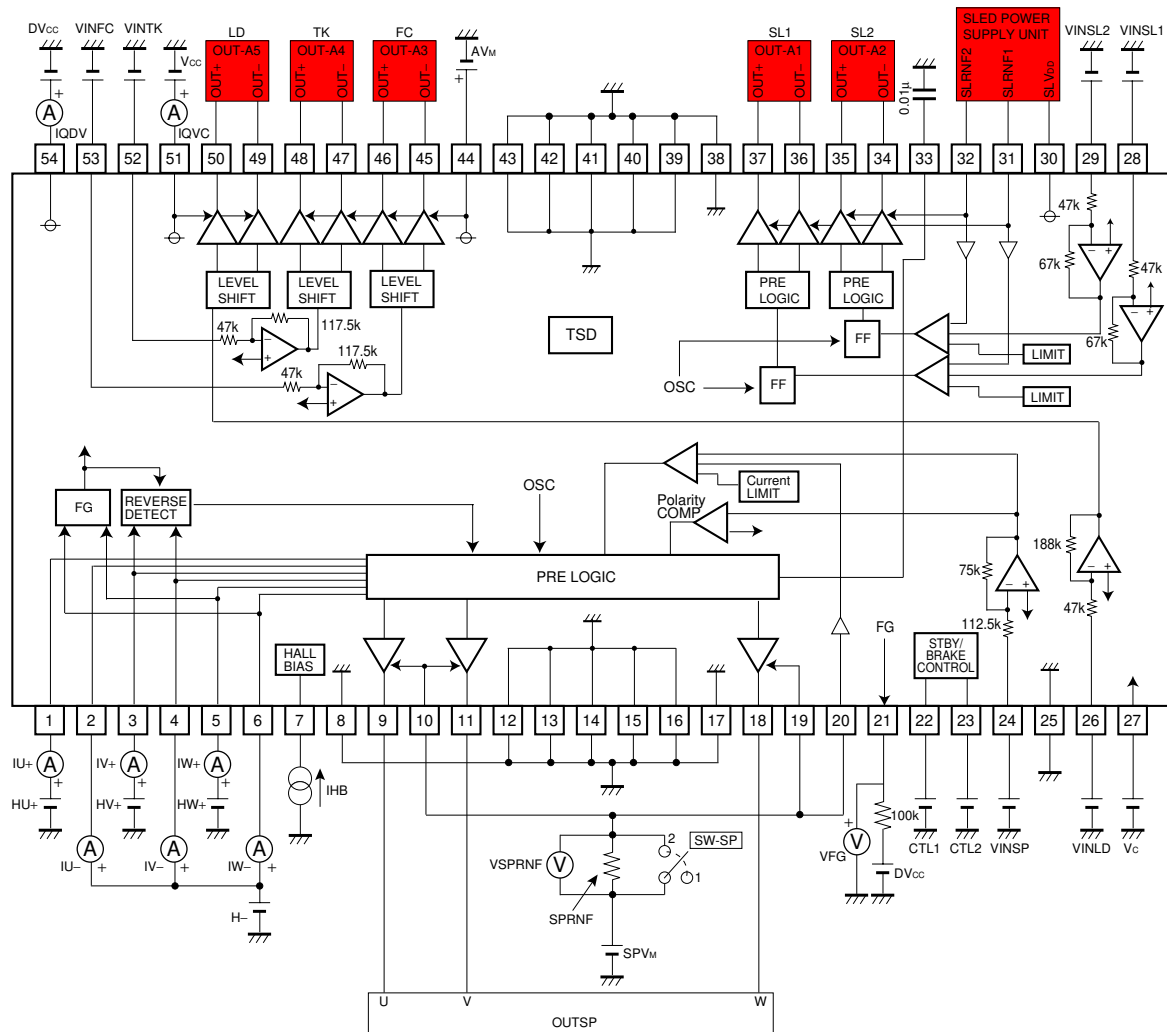 DVCC VINFC VINTK LD TK FC AVM SL1 SL2 SLED POWER SUPPLY UNIT VINSL2 VINSL1
VCC
OUT-A5 OUT-A4 OUT-A3 OUT-A1 OUT-A2
OUT+ OUT− OUT+ OUT− OUT+ OUT− OUT+ OUT− OUT+ OUT− SLRNF2 SLRNF1 SLVDD
+ + +
0.01μ
A A
IQDV IQVC
54 53 52 51 50 49 48 47 46 45 44 43 42 41 40 39 38 37 36 35 34 33 32 31 30 29 28
47k
67k − +
47k
LEVEL SHIFT LEVEL SHIFT LEVEL SHIFT PRE LOGIC PRE LOGIC
− +
47k 117.5k
− +
TSD
FF
LIMIT
67k
117.5k
47k
− +
OSC
FF
LIMIT
FG
REVERSE DETECT
OSC
Current LIMIT
Polarity COMP
PRE LOGIC
75k − +
188k − +
112.5k
47k
HALL BIAS
FG
STBY/ BRAKE CONTROL
1 2 3 4 5 6 7 8 9 10 11 12 13 14 15 16 17 18 19 20 21 22 23 24 25 26 27
IU+ A + IV+ A + IW+ A +
HU+ HV+ HW+
IHB
A + A + A +
IU− IV− IW−
H−
VSPRNF V
2 SW-SP
1
SPRNF
SPVM
+ V
VFG
100k
DVCC
CTL1 CTL2 VINSP VINLD VC
U V W
OUTSP